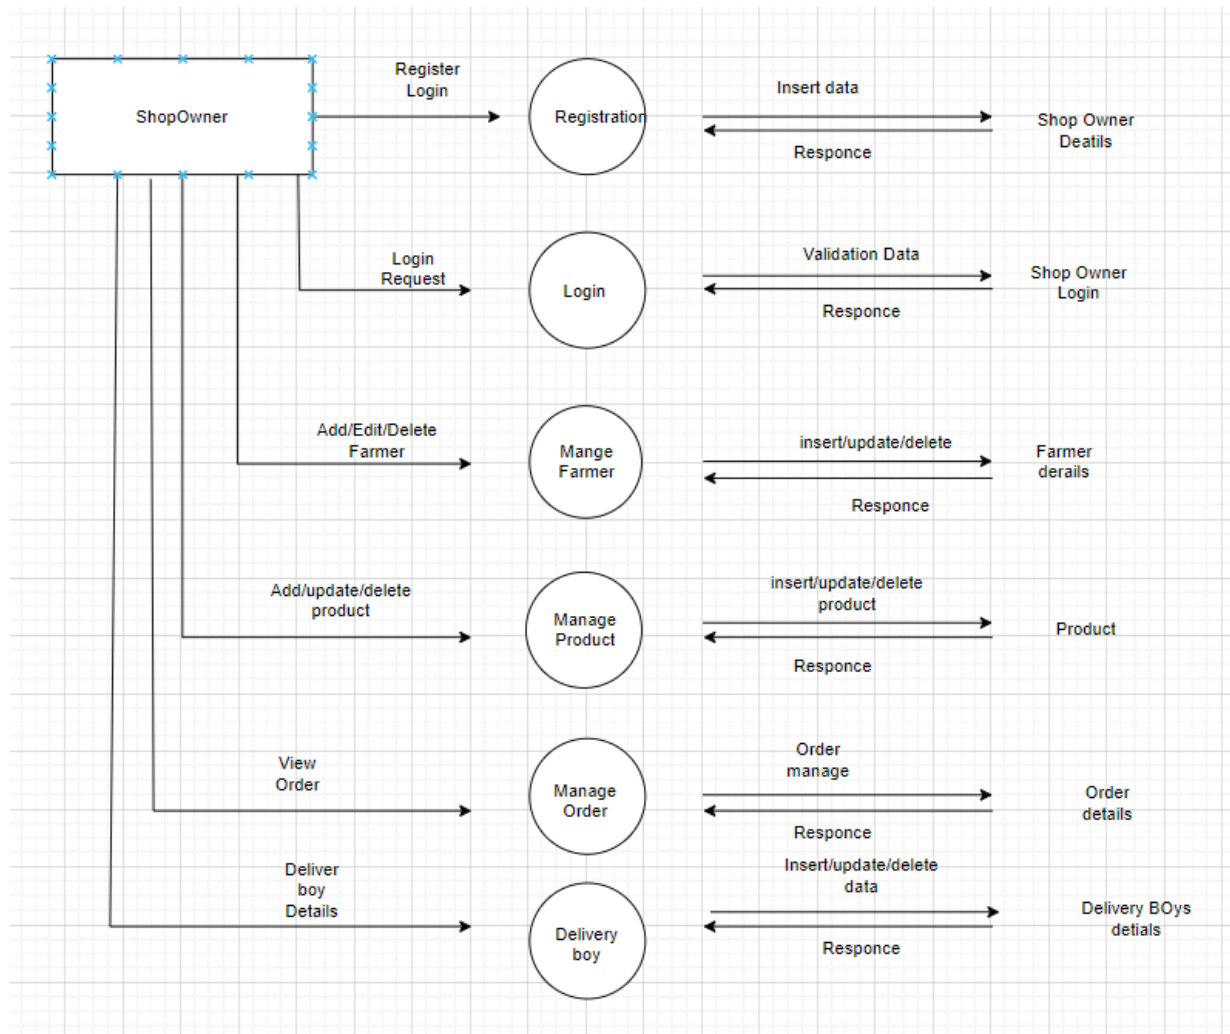 Register
Login
ShopOwner
Registration
Insert data
Responce
Shop Owner
Deatils
Login
Request
Login
Validation Data
Responce
Shop Owner
Login
Add/Edit/Delete
Farmer
Mange
Farmer
insert/update/delete
Responce
Farmer
derails
Add/update/delete
product
Manage
Product
insert/update/delete
product
Responce
Product
View
Order
Manage
Order
Order
manage
Responce
Order
details
Deliver
boy
Details
Delivery
boy
Insert/update/delete
data
Responce
Delivery BOys
detials